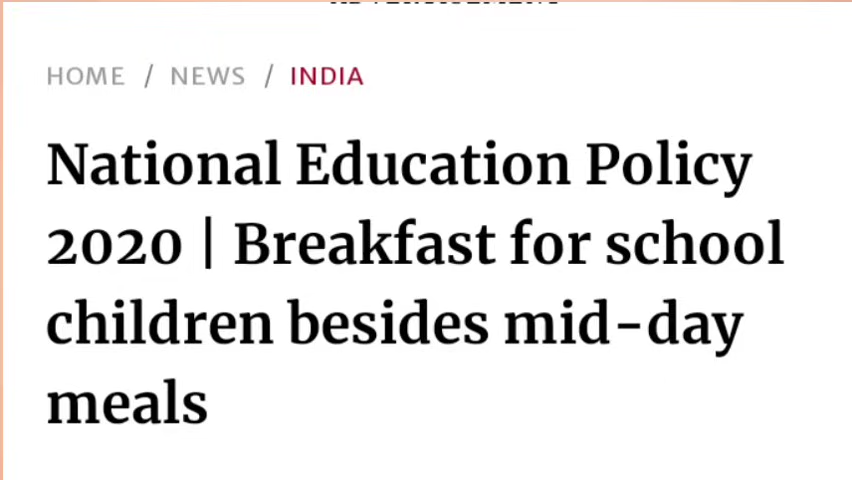 HOME / NEWS / INDIA
National Education Policy
2020 | Breakfast for school
children besides mid-day
meals